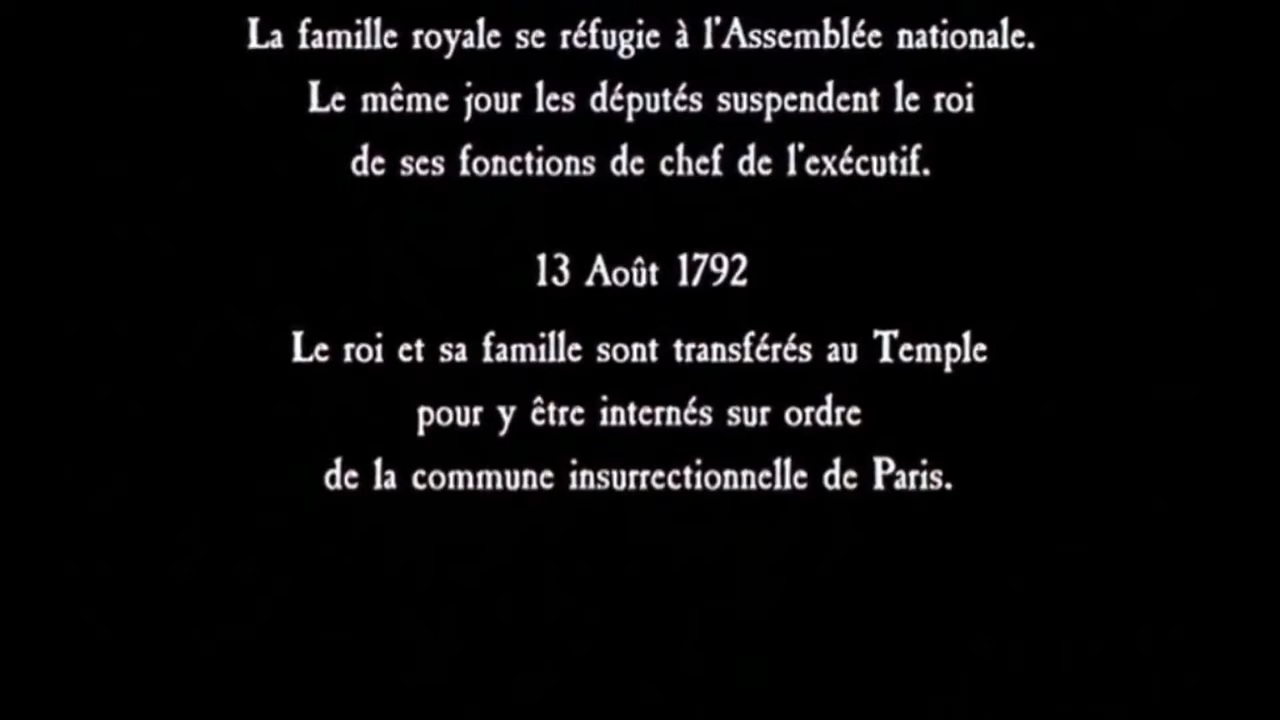 La famille royale se réfugie à l'Assemblée nationale.
Le même jour les députés suspendent le roi
de ses fonctions de chef de l'exécutif.
13 Août 1792
Le roi et sa famille sont transférés au Temple
pour y être internés sur ordre
de la commune insurrectionnelle de Paris.